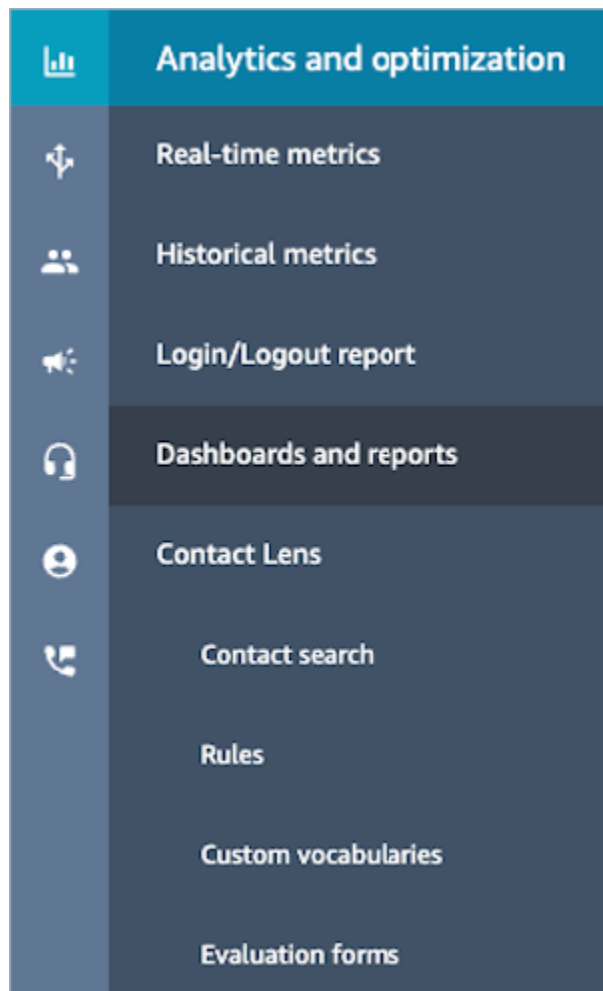 Analytics and optimization
Real-time metrics
Historical metrics
Login/Logout report
Dashboards and reports
Contact Lens
Contact search
Rules
Custom vocabularies
Evaluation forms